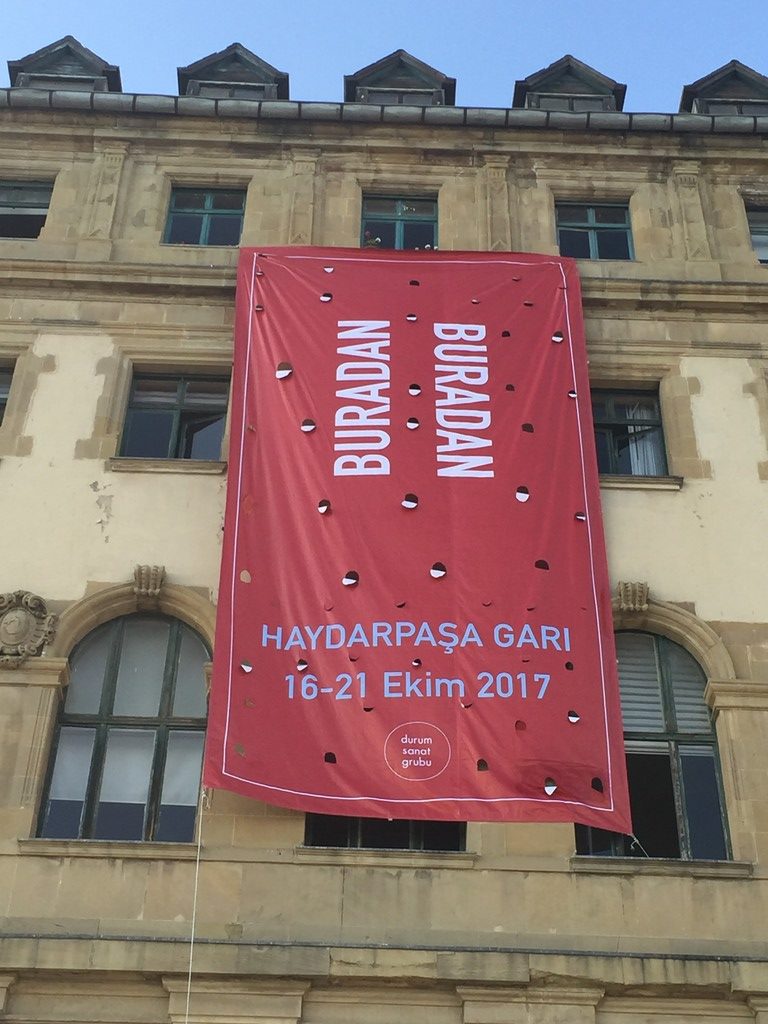 BURADAN
BURADAN
HAYDARPAŞA GARI
16-21 Ekim 2017
durum
sanat
grubu